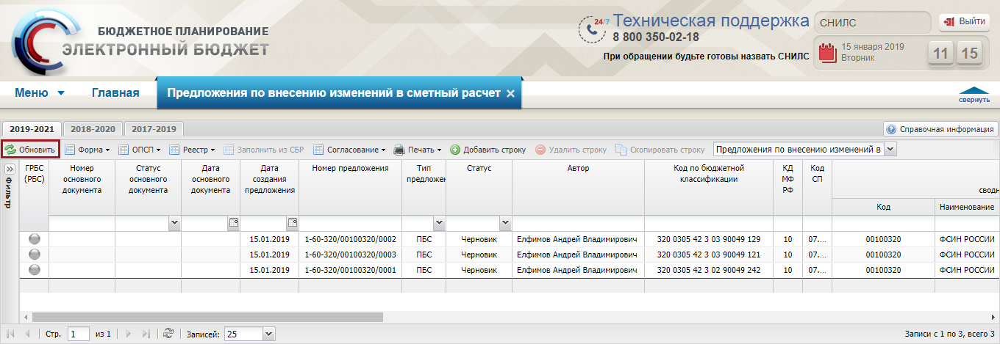 БЮДЖЕТНОЕ ПЛАНИРОВАНИЕ
ЭЛЕКТРОННЫЙ БЮДЖЕТ
24/7 Техническая поддержка
8 800 350-02-18
При обращении будьте готовы назвать СНИЛС
СНИЛС
Выйти
15 января 2019
Вторник
11 15
Меню Главная Предложения по внесению изменений в сметный расчет
свернуть
2019-2021 2018-2020 2017-2019 Справочная информация
Обновить Форма ОПСП Реестр Заполнить из СБР Согласование Печать Добавить строку Удалить строку Скопировать строку Предложения по внесению изменений в
Фильтр
ГРБС (РБС)
Номер основного документа
Статус основного документа
Дата основного документа
Дата создания предложения
Номер предложения
Тип предложен
Статус
Автор
Код по бюджетной классификации
КД МФ РФ
Код СП
сводн
Код Наименование
15.01.2019 1-60-320/00100320/0002 ПБС Черновик Елфимов Андрей Владимирович 320 0305 42 3 03 90049 129 10 07.... 00100320 ФСИН РОССИИ
15.01.2019 1-60-320/00100320/0003 ПБС Черновик Елфимов Андрей Владимирович 320 0305 42 3 03 90049 121 10 07.... 00100320 ФСИН РОССИИ
15.01.2019 1-60-320/00100320/0001 ПБС Черновик Елфимов Андрей Владимирович 320 0305 42 3 02 90049 242 10 07.... 00100320 ФСИН РОССИИ
Стр. 1 из 1 Записей: 25 Записи с 1 по 3, всего 3